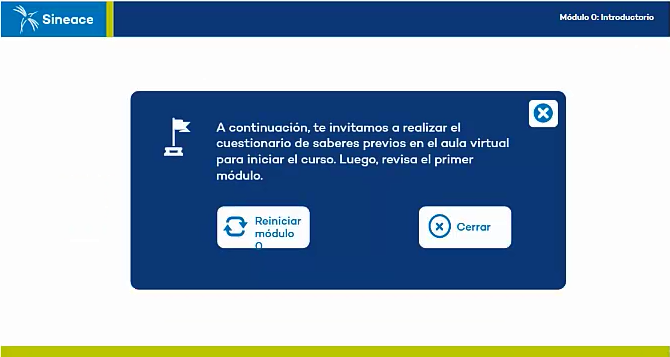 Sineace
Módulo 0: Introductorio
A continuación, te invitamos a realizar el
cuestionario de saberes previos en el aula virtual
para iniciar el curso. Luego, revisa el primer
módulo.
Reiniciar
módulo
0
Cerrar